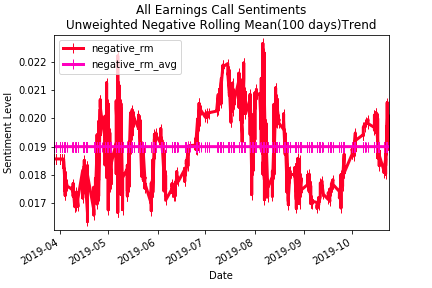 All Earnings Call Sentiments
Unweighted Negative Rolling Mean(100 days)Trend
negative_rm
negative_rm_avg
Sentiment Level
0.022
0.021
0.020
0.019
0.018
0.017
2019-04
2019-05
2019-06
2019-07
2019-08
2019-09
2019-10
Date